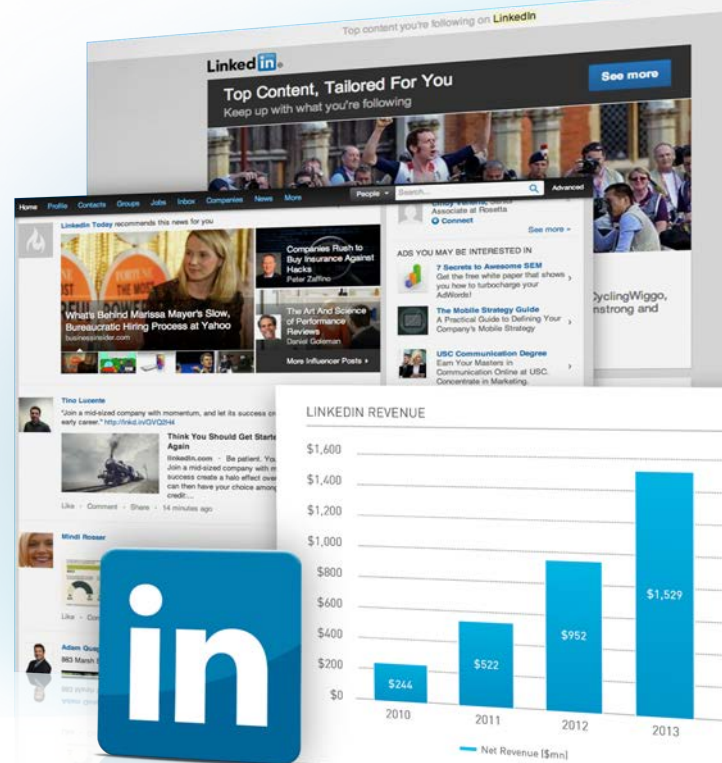 Top content you're following on LinkedIn
Linked in
Top Content, Tailored For You
Keep up with what you're following
See more
Home Profile Contacts Groups Jobs Inbox Companies News More
People Search... Advanced
LinkedIn Today recommends this news for you
What's Behind Marissa Mayer's Slow,
Bureaucratic Hiring Process at Yahoo
businessinsider.com
Companies Rush to
Buy Insurance Against
Hacks
Peter Zaffino
The Art And Science
of Performance
Reviews
Daniel Goleman
More Influencer Posts
Associate at Rosetta
Connect
See more »
ADS YOU MAY BE INTERESTED IN
7 Secrets to Awesome SEM
Get the free white paper that shows
you how to turbocharge your
AdWords!
The Mobile Strategy Guide
A Practical Guide to Defining Your
Company's Mobile Strategy
USC Communication Degree
Earn Your Masters in
Communication Online at USC.
Concentrate in Marketing.
CyclingWiggo,
and
Tino Lucente
"Join a mid-sized company with momentum, and let its success
early career." http://lnkd.in/GVQ2H4
Think You Should Get
Again
linkedin.com · Be patient.
Join a mid-sized company with
success create a halo effect
can then have your choice
credit:...
Like · Comment · Share · 14 minutes ago
Mindi Rosser
Like
Adam
983 Marsh
in
LINKEDIN REVENUE
$1,600
$1,400
$1,200
$1,000
$800
$600
$400
$200
$0
$244
$522
$952
$1,529
2010 2011 2012 2013
Net Revenue ($mn)